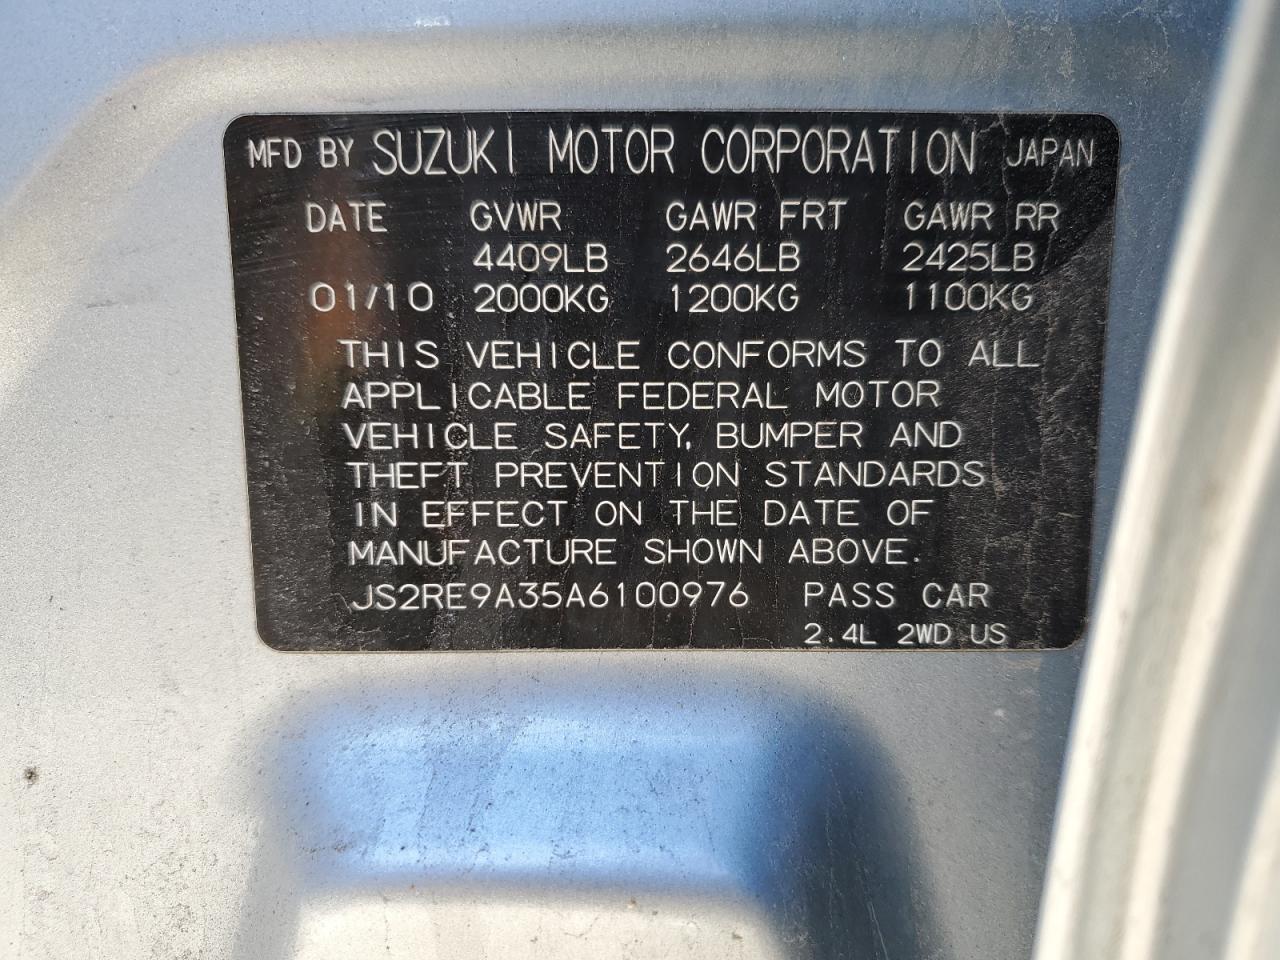 MFD BY SUZUKI MOTOR CORPORATION JAPAN
DATE GVWR GAWR FRT GAWR RR
4409LB 2646LB 2425LB
01/10 2000KG 1200KG 1100KG
THIS VEHICLE CONFORMS TO ALL
APPLICABLE FEDERAL MOTOR
VEHICLE SAFETY, BUMPER AND
THEFT PREVENTION STANDARDS
IN EFFECT ON THE DATE OF
MANUFACTURE SHOWN ABOVE.
JS2RE9A35A6100976 PASS CAR
2.4L 2WD US